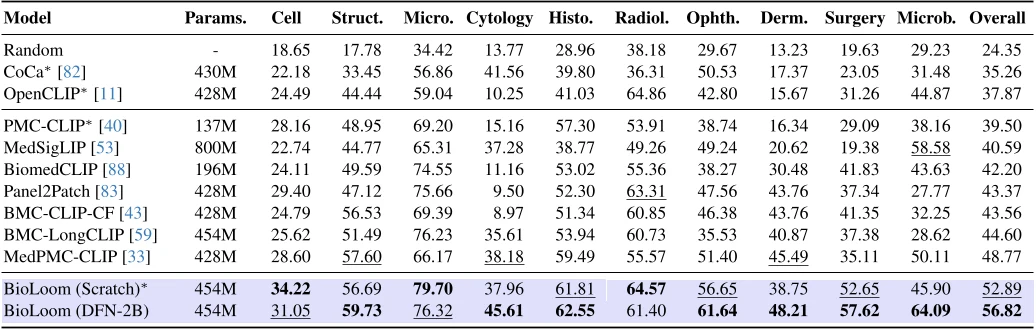 Model Params. Cell Struct. Micro. Cytology Histo. Radiol. Ophth. Derm. Surgery Microb. Overall
Random - 18.65 17.78 34.42 13.77 28.96 38.18 29.67 13.23 19.63 29.23 24.35
CoCa* [82] 430M 22.18 33.45 56.86 41.56 39.80 36.31 50.53 17.37 23.05 31.48 35.26
OpenCLIP* [11] 428M 24.49 44.44 59.04 10.25 41.03 64.86 42.80 15.67 31.26 44.87 37.87
PMC-CLIP* [40] 137M 28.16 48.95 69.20 15.16 57.30 53.91 38.74 16.34 29.09 38.16 39.50
MedSigLIP [53] 800M 22.74 44.77 65.31 37.28 38.77 49.26 49.24 20.62 19.38 58.58 40.59
BiomedCLIP [88] 196M 24.11 49.59 74.55 11.16 53.02 55.36 38.27 30.48 41.83 43.63 42.20
Panel2Patch [83] 428M 29.40 47.12 75.66 9.50 52.30 63.31 47.56 43.76 37.34 27.77 43.37
BMC-CLIP-CF [43] 428M 24.79 56.53 69.39 8.97 51.34 60.85 46.38 43.76 41.35 32.25 43.56
BMC-LongCLIP [59] 454M 25.62 51.49 76.23 35.61 53.94 60.73 35.53 40.87 37.38 28.62 44.60
MedPMC-CLIP [33] 428M 28.60 57.60 66.17 38.18 59.49 55.57 51.40 45.49 35.11 50.11 48.77
BioLoom (Scratch)* 454M 34.22 56.69 79.70 37.96 61.81 64.57 56.65 38.75 52.65 45.90 52.89
BioLoom (DFN-2B) 454M 31.05 59.73 76.32 45.61 62.55 61.40 61.64 48.21 57.62 64.09 56.82